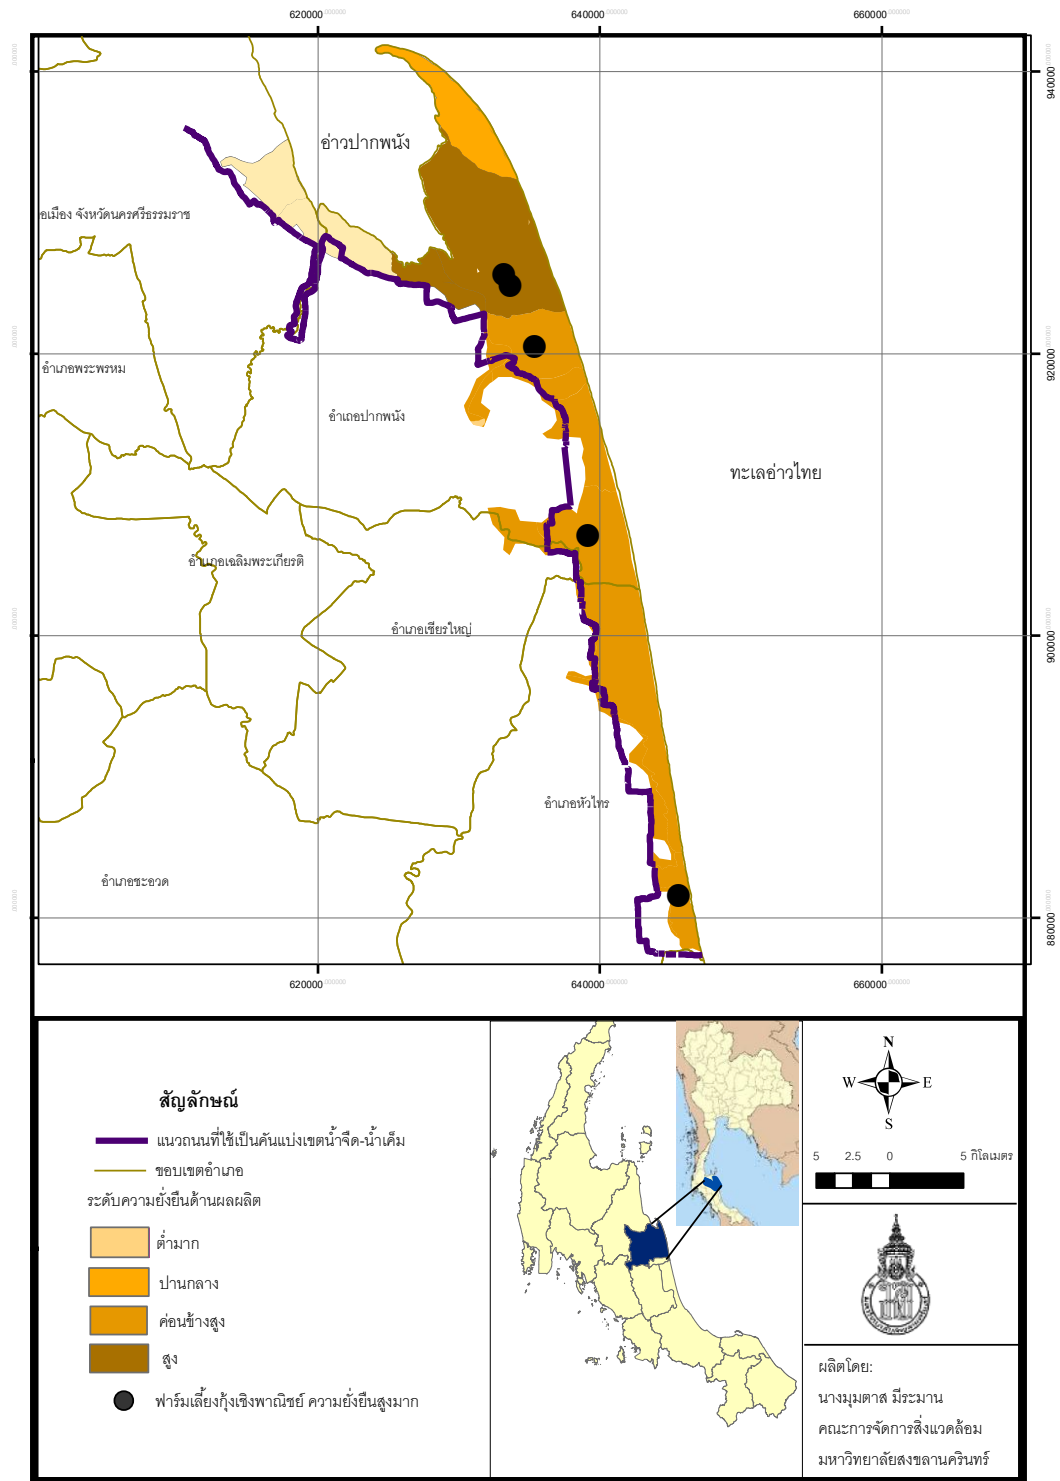 620000 640000 660000
940000
อ่าวปากพนัง
อเมือง จังหวัดนครศรีธรรมราช
920000
อำเภอพระพรหม
อำเถอปากพนัง
ทะเลอ่าวไทย
อำเภอเฉลิมพระเกียรติ
900000
อำเภอเชียรใหญ่
อำเภอหัวไทร
อำเภอชะอวด
880000
620000 640000 660000
สัญลักษณ์
แนวถนนที่ใช้เป็นคันแบ่งเขตน้ำจืด-น้ำเค็ม
ขอบเขตอำเภอ
ระดับความยั่งยืนด้านผลผลิต
ต่ำมาก
ปานกลาง
ค่อนข้างสูง
สูง
ฟาร์มเลี้ยงกุ้งเชิงพาณิชย์ ความยั่งยืนสูงมาก
N
W E
S
5 2.5 0 5 กิโลเมตร
ผลิตโดย:
นางมุมตาส มีระมาน
คณะการจัดการสิ่งแวดล้อม
มหาวิทยาลัยสงขลานครินทร์